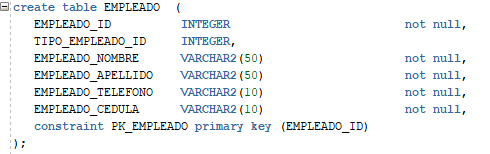 create table EMPLEADO (
EMPLEADO_ID INTEGER not null,
TIPO_EMPLEADO_ID INTEGER,
EMPLEADO_NOMBRE VARCHAR2(50) not null,
EMPLEADO_APELLIDO VARCHAR2(50) not null,
EMPLEADO_TELEFONO VARCHAR2(10) not null,
EMPLEADO_CEDULA VARCHAR2(10) not null,
constraint PK_EMPLEADO primary key (EMPLEADO_ID)
);